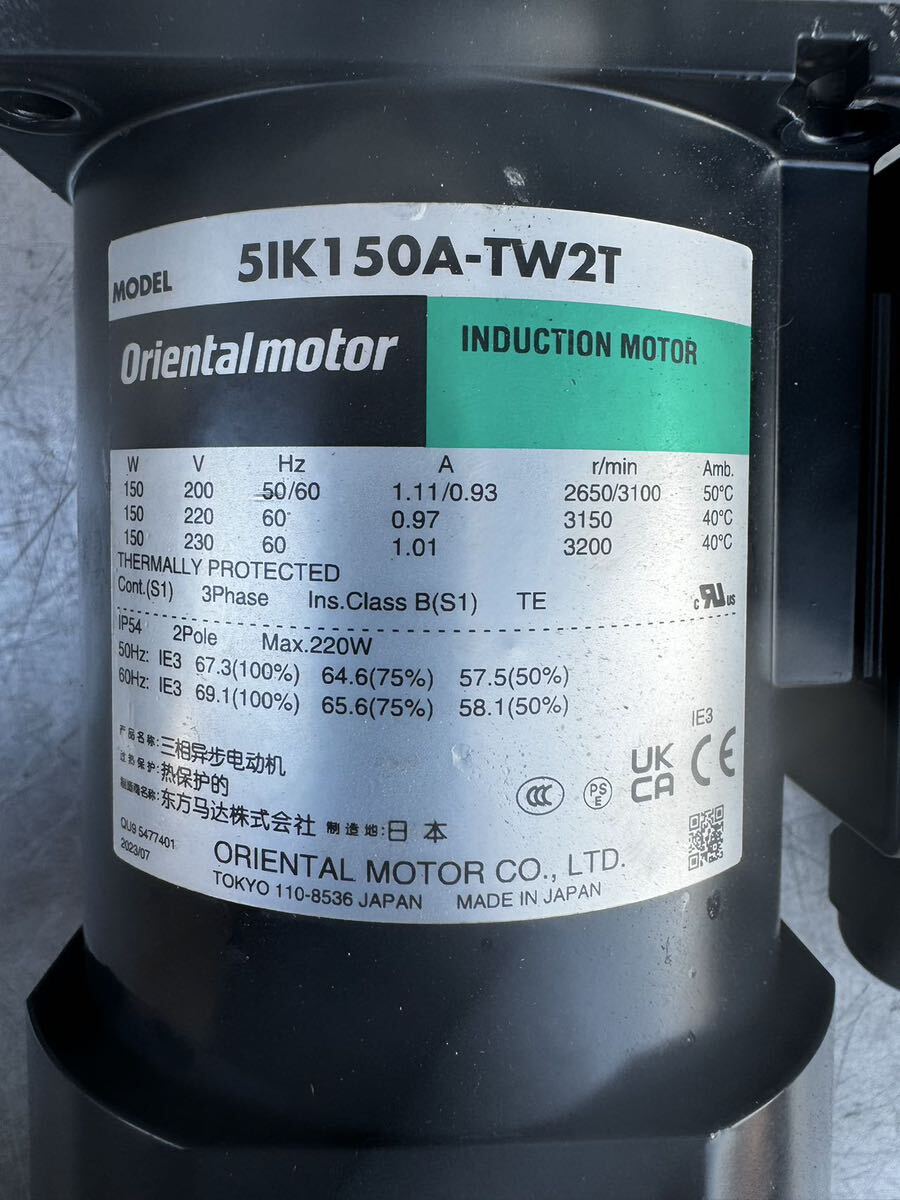 MODEL 5IK150A-TW2T
Orientalmotor INDUCTION MOTOR
W V Hz A r/min Amb.
150 200 50/60 1.11/0.93 2650/3100 50°C
150 220 60 0.97 3150 40°C
150 230 60 1.01 3200 40°C
THERMALLY PROTECTED
Cont.(S1) 3Phase Ins.Class B(S1) TE
c RU us
IP54 2Pole Max.220W
50Hz: IE3 67.3(100%) 64.6(75%) 57.5(50%)
60Hz: IE3 69.1(100%) 65.6(75%) 58.1(50%)
IE3
产品名称: 三相异步电动机
过热保护: 热保护的
制造商名称: 东方马达株式会社 制造地: 日本
CCC PS E UK CA CE
QU9 5477401
2023/07
ORIENTAL MOTOR CO., LTD.
TOKYO 110-8536 JAPAN MADE IN JAPAN